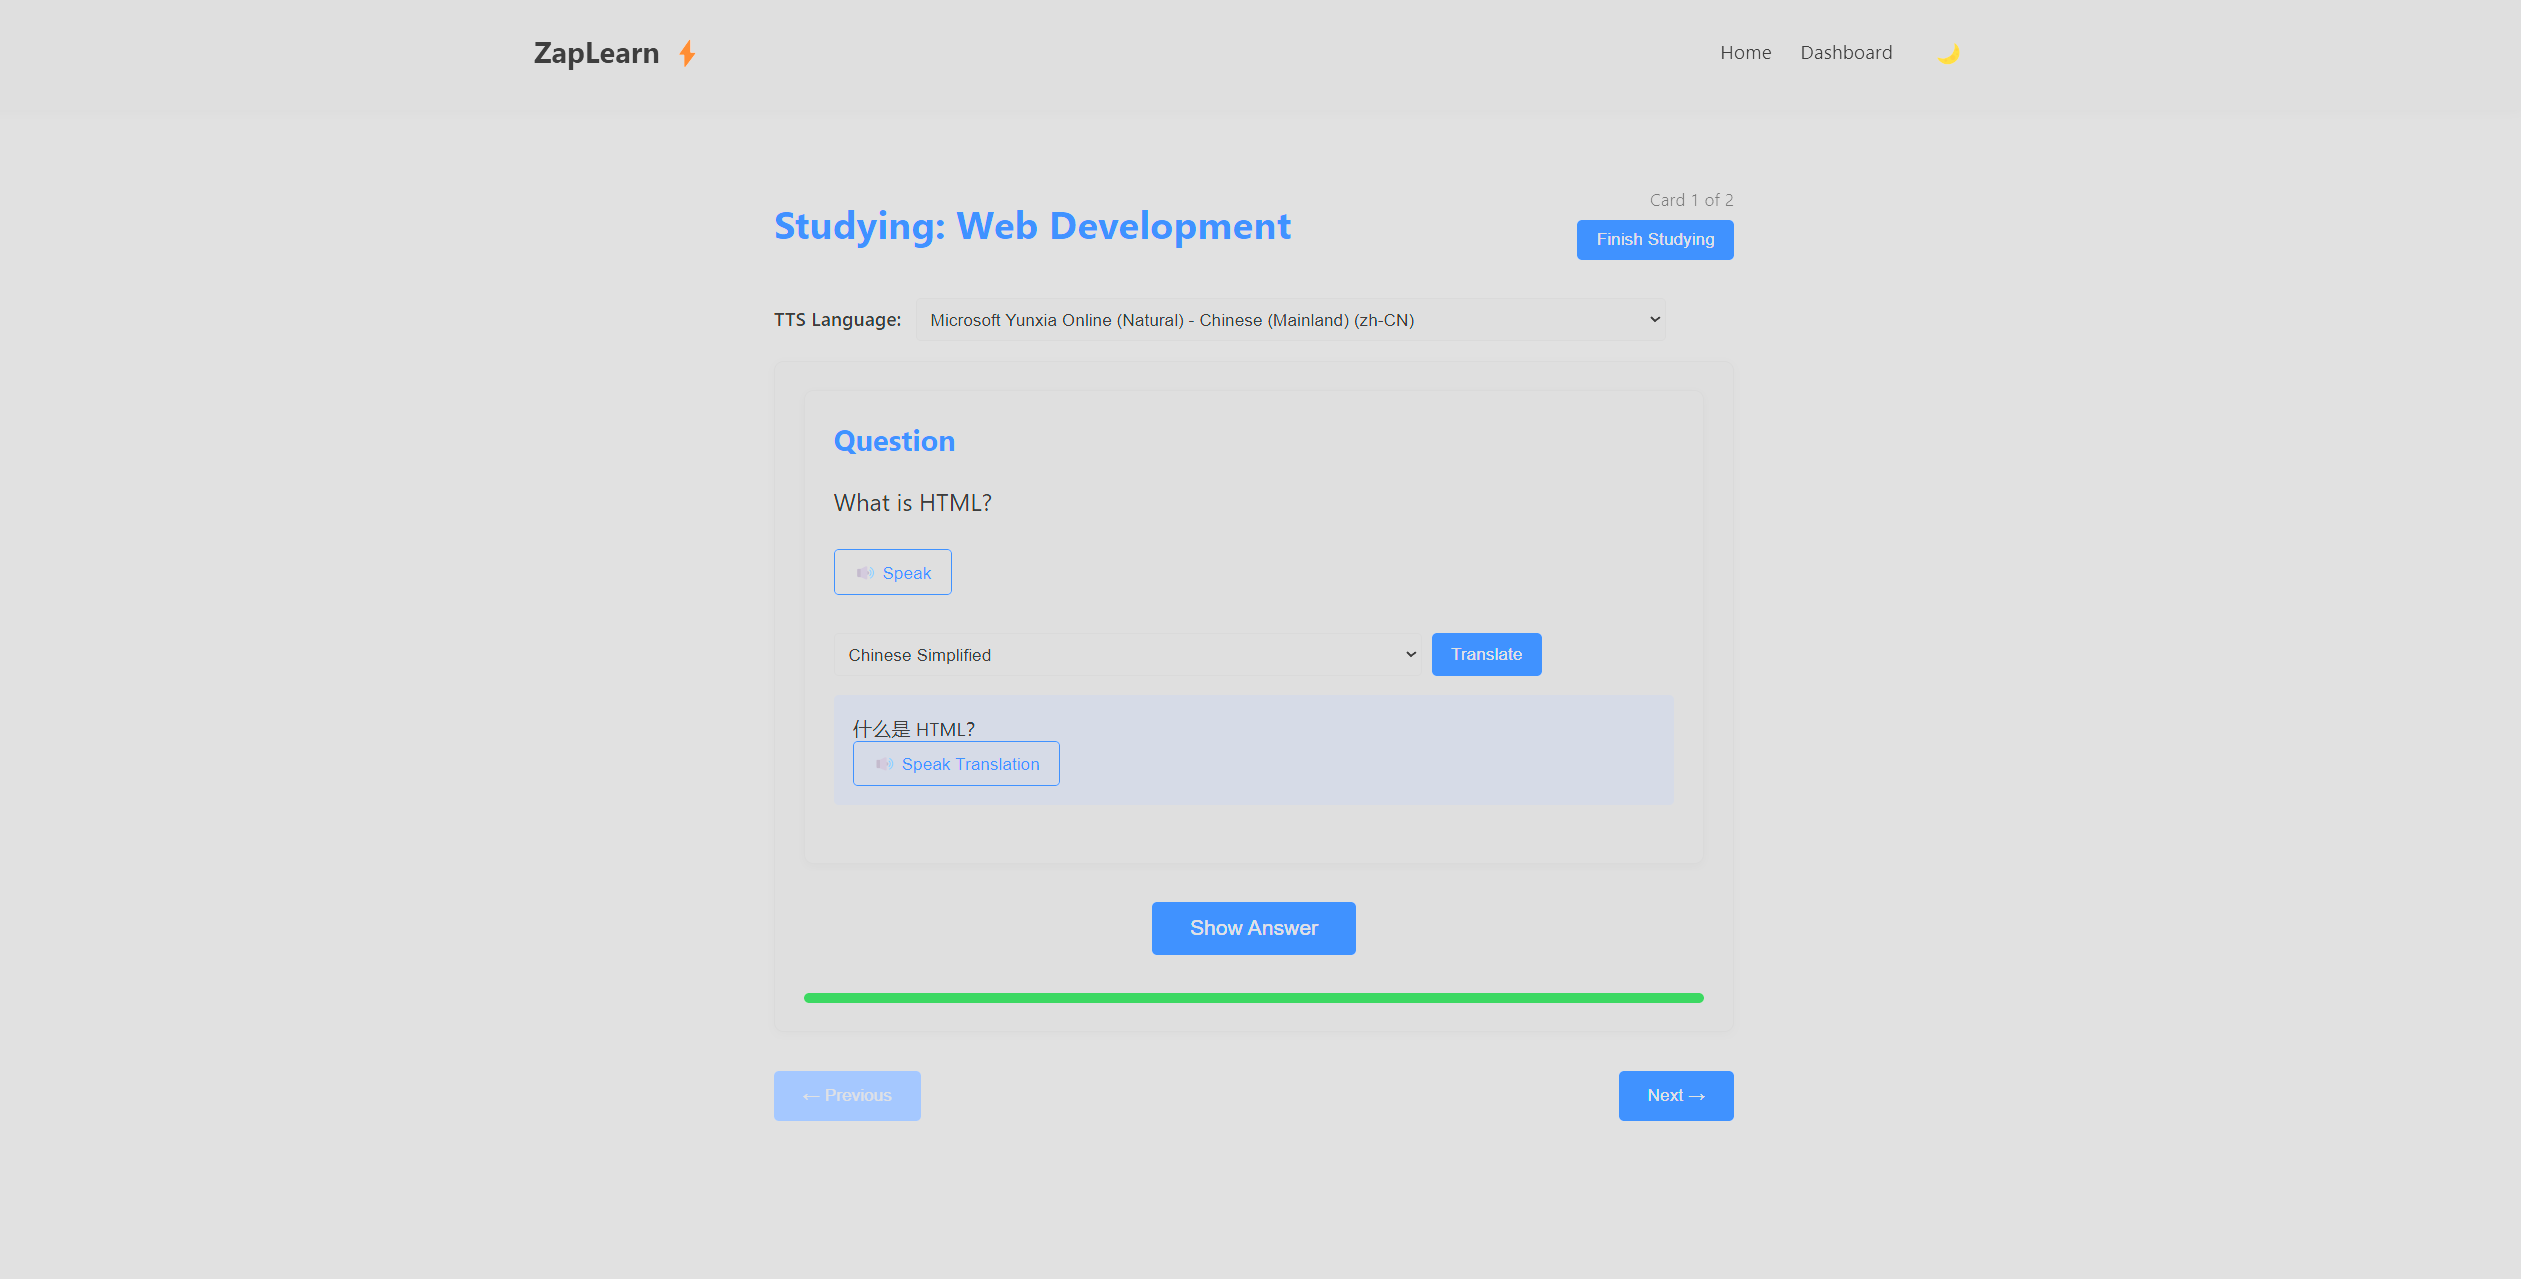 ZapLearn
Home
Dashboard
Card 1 of 2
Studying: Web Development
Finish Studying
TTS Language:
Microsoft Yunxia Online (Natural) - Chinese (Mainland) (zh-CN)
Question
What is HTML?
Speak
Chinese Simplified
Translate
什么是 HTML?
Speak Translation
Show Answer
← Previous
Next →